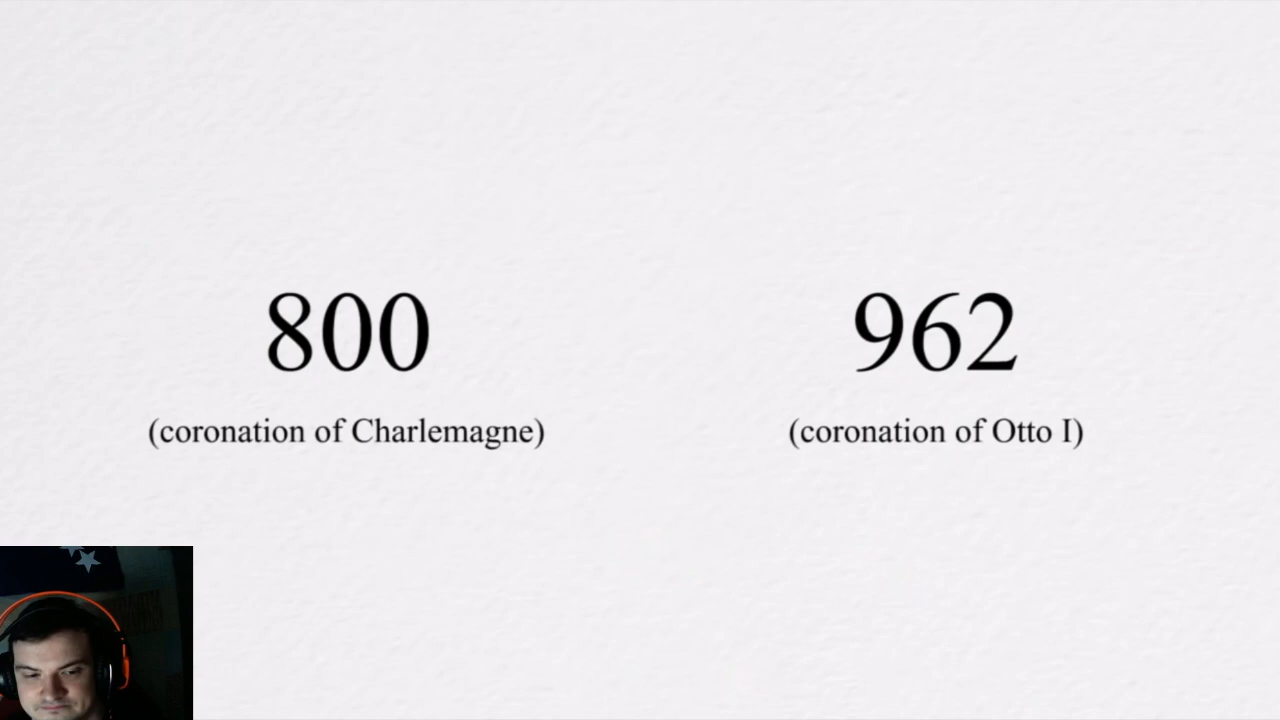 800
962
(coronation of Charlemagne)
(coronation of Otto I)